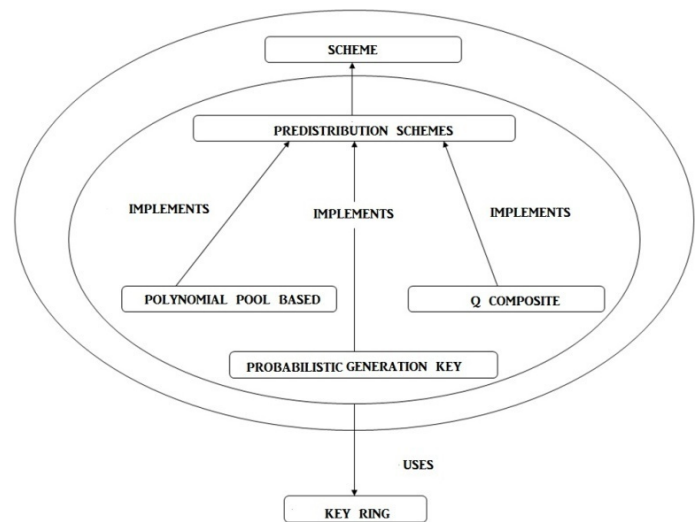 SCHEME
PREDISTRIBUTION SCHEMES
IMPLEMENTS
IMPLEMENTS
IMPLEMENTS
POLYNOMIAL POOL BASED
Q COMPOSITE
PROBABILISTIC GENERATION KEY
USES
KEY RING